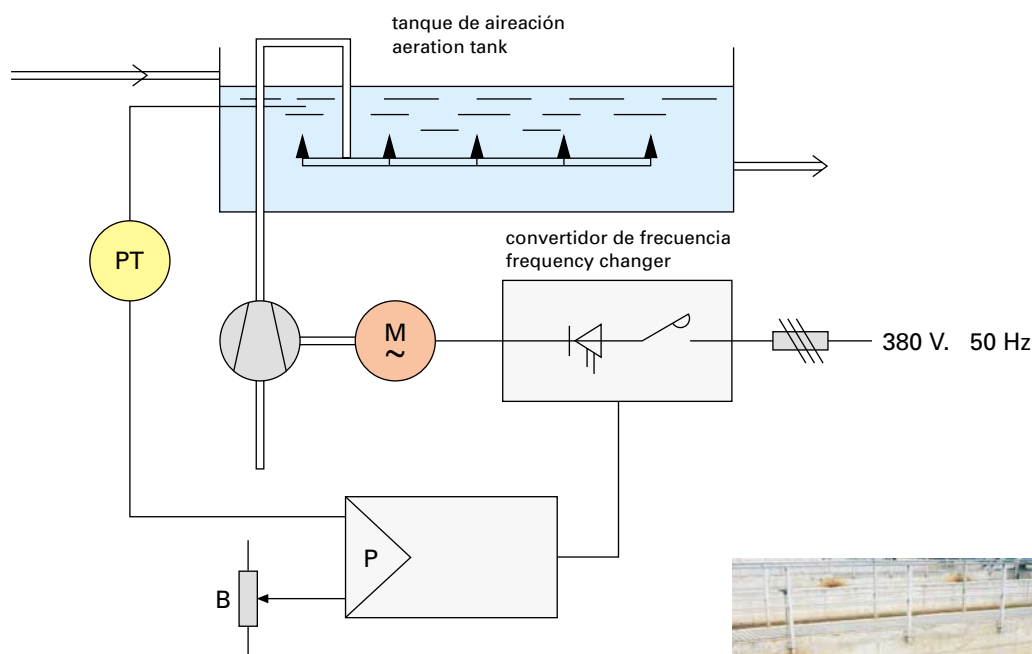 tanque de aireación
aeration tank
PT
convertidor de frecuencia
frequency changer
M
~
380 V. 50 Hz
P
B